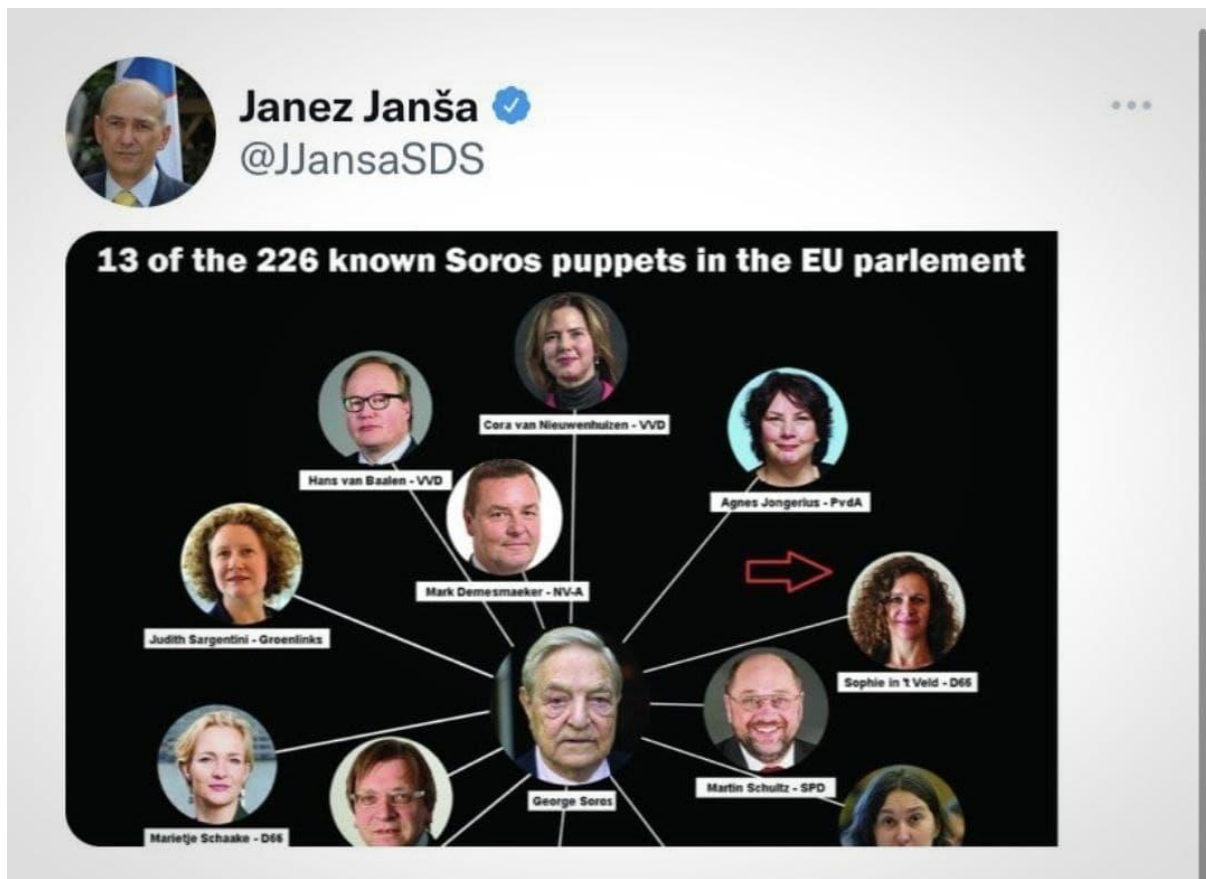 Janez Janša
@JJansaSDS
13 of the 226 known Soros puppets in the EU parlement
Cora van Nieuwenhuizen - VVD
Hans van Baalen - VVD
Agnes Jongerius - PvdA
Mark Demesmaeker - NV-A
Judith Sargentini - Groenlinks
Sophie in 't Veld - D66
Martin Schultz - SPD
George Soros
Marietje Schaake - D66